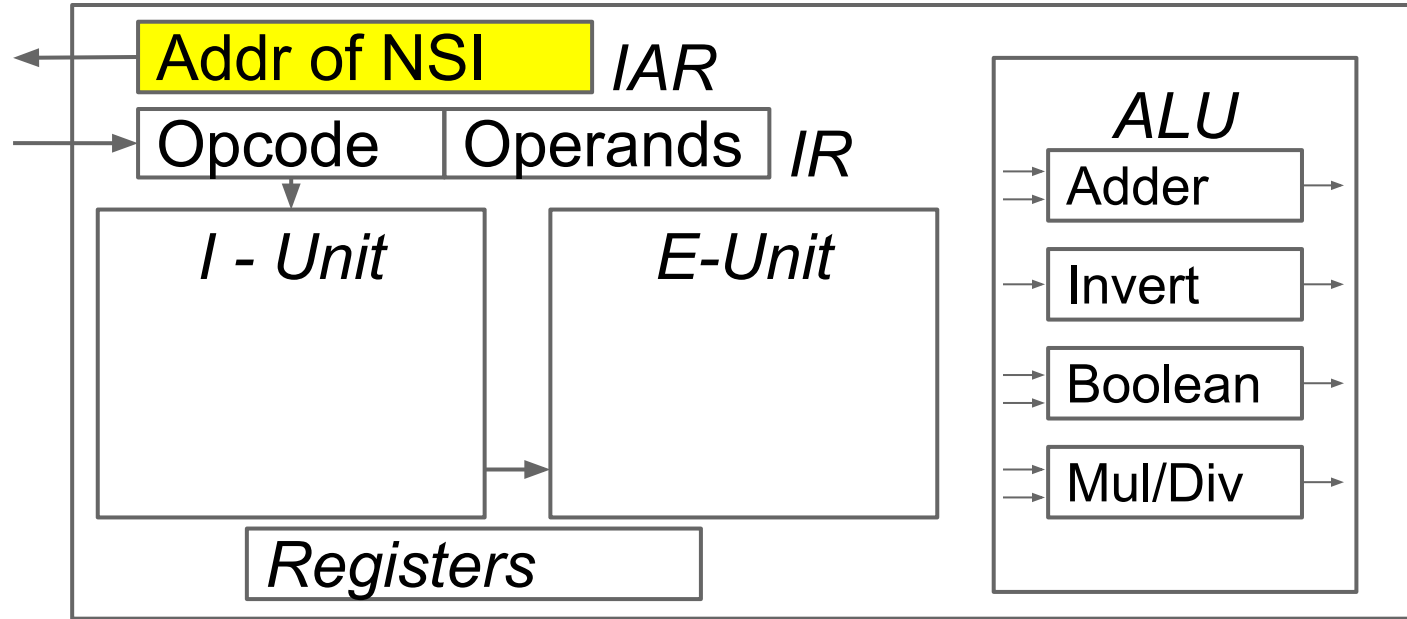 Addr of NSI IAR
Opcode Operands IR
I - Unit
E-Unit
Registers
ALU
Adder
Invert
Boolean
Mul/Div